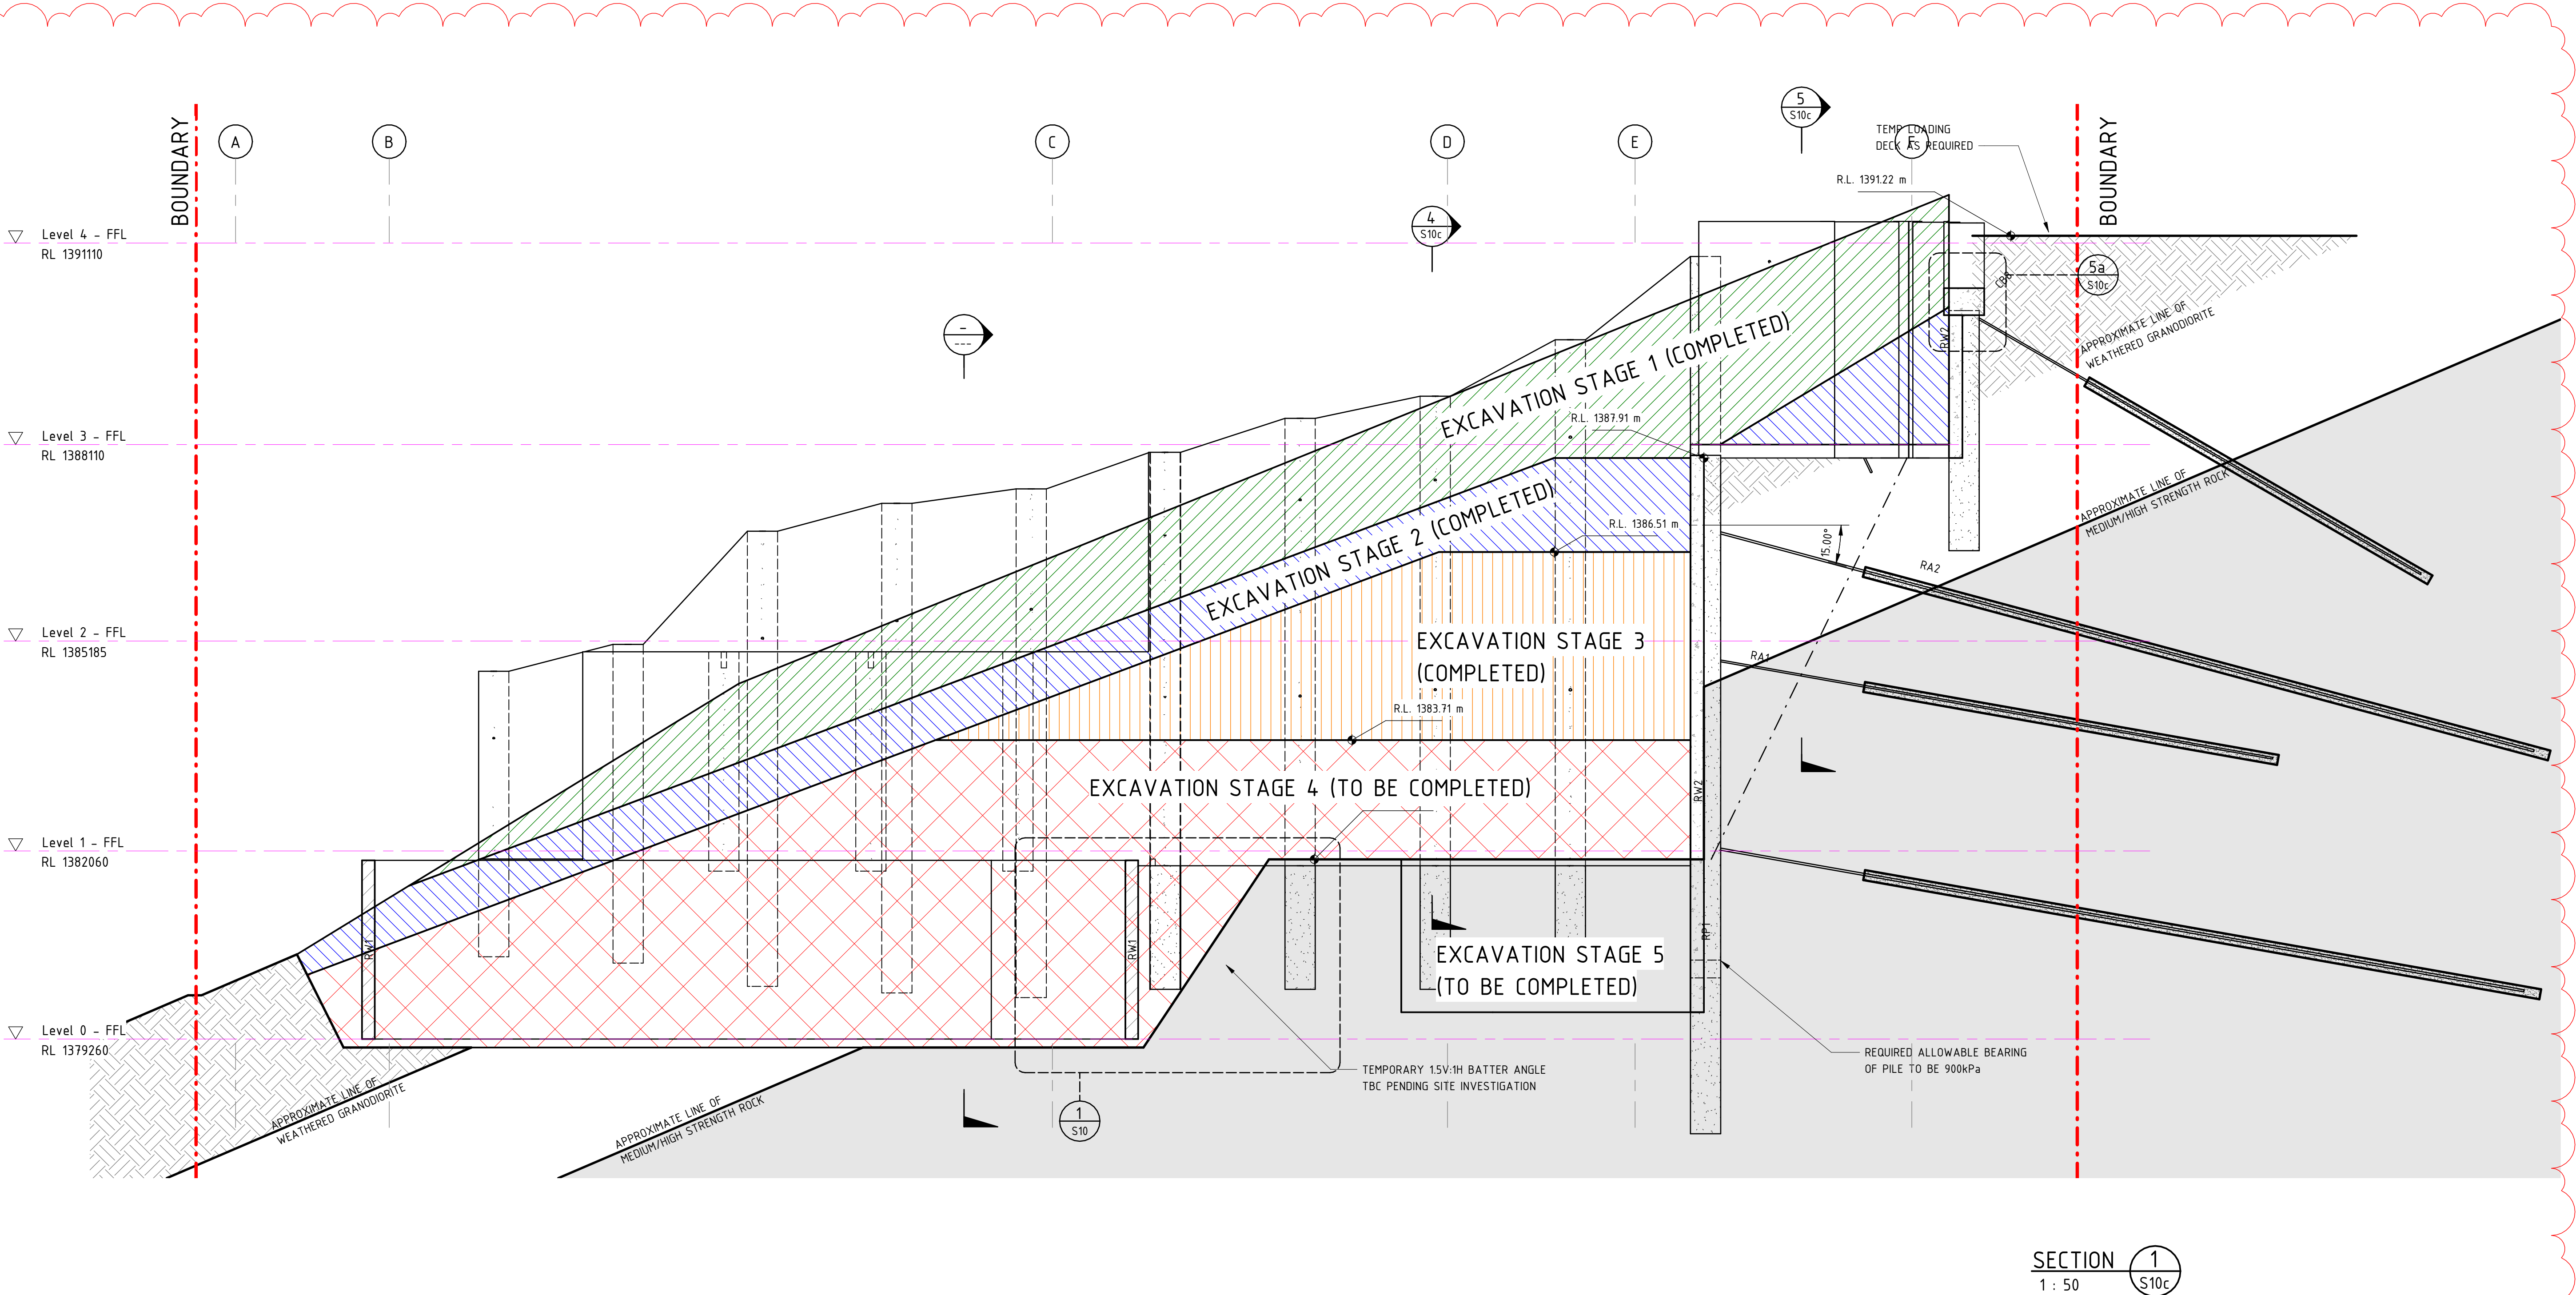 5
S10c
BOUNDARY
A
B
C
D
E
F
TEMP LOADING
DECK AS REQUIRED
BOUNDARY
R.L. 1391.22 m
4
S10c
Level 4 - FFL
RL 1391110
5a
S10c
CB8
-
---
APPROXIMATE LINE OF
WEATHERED GRANODIORITE
RW2
EXCAVATION STAGE 1 (COMPLETED)
R.L. 1387.91 m
Level 3 - FFL
RL 1388110
APPROXIMATE LINE OF
MEDIUM/HIGH STRENGTH ROCK
EXCAVATION STAGE 2 (COMPLETED)
R.L. 1386.51 m
15.00°
RA2
Level 2 - FFL
RL 1385185
EXCAVATION STAGE 3
(COMPLETED)
RA1
R.L. 1383.71 m
EXCAVATION STAGE 4 (TO BE COMPLETED)
RW2
Level 1 - FFL
RL 1382060
RW1
RW1
RP1
EXCAVATION STAGE 5
(TO BE COMPLETED)
Level 0 - FFL
RL 1379260
REQUIRED ALLOWABLE BEARING
OF PILE TO BE 900kPa
TEMPORARY 1.5V:1H BATTER ANGLE
TBC PENDING SITE INVESTIGATION
APPROXIMATE LINE OF
WEATHERED GRANODIORITE
APPROXIMATE LINE OF
MEDIUM/HIGH STRENGTH ROCK
1
S10
SECTION
1 : 50
1
S10c